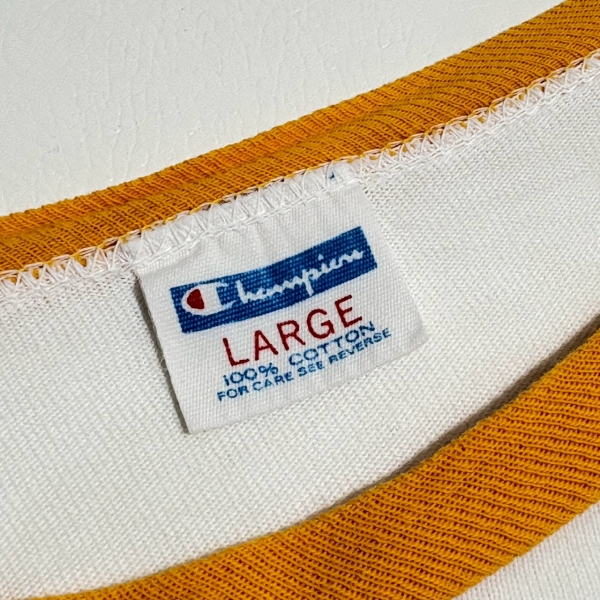 Champion
LARGE
100% COTTON
FOR CARE SEE REVERSE